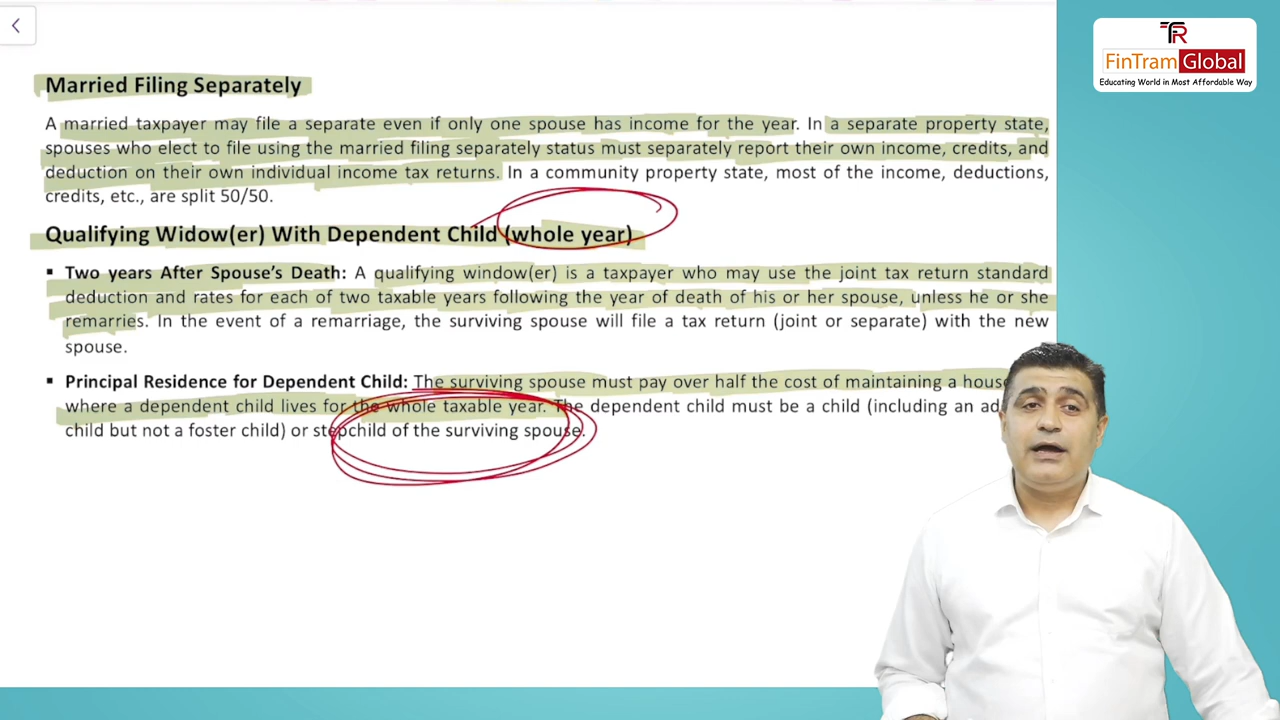 FinTram Global
Educating World in Most Affordable Way
Married Filing Separately
A married taxpayer may file a separate even if only one spouse has income for the year. In a separate property state,
spouses who elect to file using the married filing separately status must separately report their own income, credits, and
deduction on their own individual income tax returns. In a community property state, most of the income, deductions,
credits, etc., are split 50/50.
Qualifying Widow(er) With Dependent Child (whole year)
▪ Two years After Spouse's Death: A qualifying window(er) is a taxpayer who may use the joint tax return standard
deduction and rates for each of two taxable years following the year of death of his or her spouse, unless he or she
remarries. In the event of a remarriage, the surviving spouse will file a tax return (joint or separate) with the new
spouse.
▪ Principal Residence for Dependent Child: The surviving spouse must pay over half the cost of maintaining a
where a dependent child lives for the whole taxable year. The dependent child must be a child (including an
child but not a foster child) or stepchild of the surviving spouse.